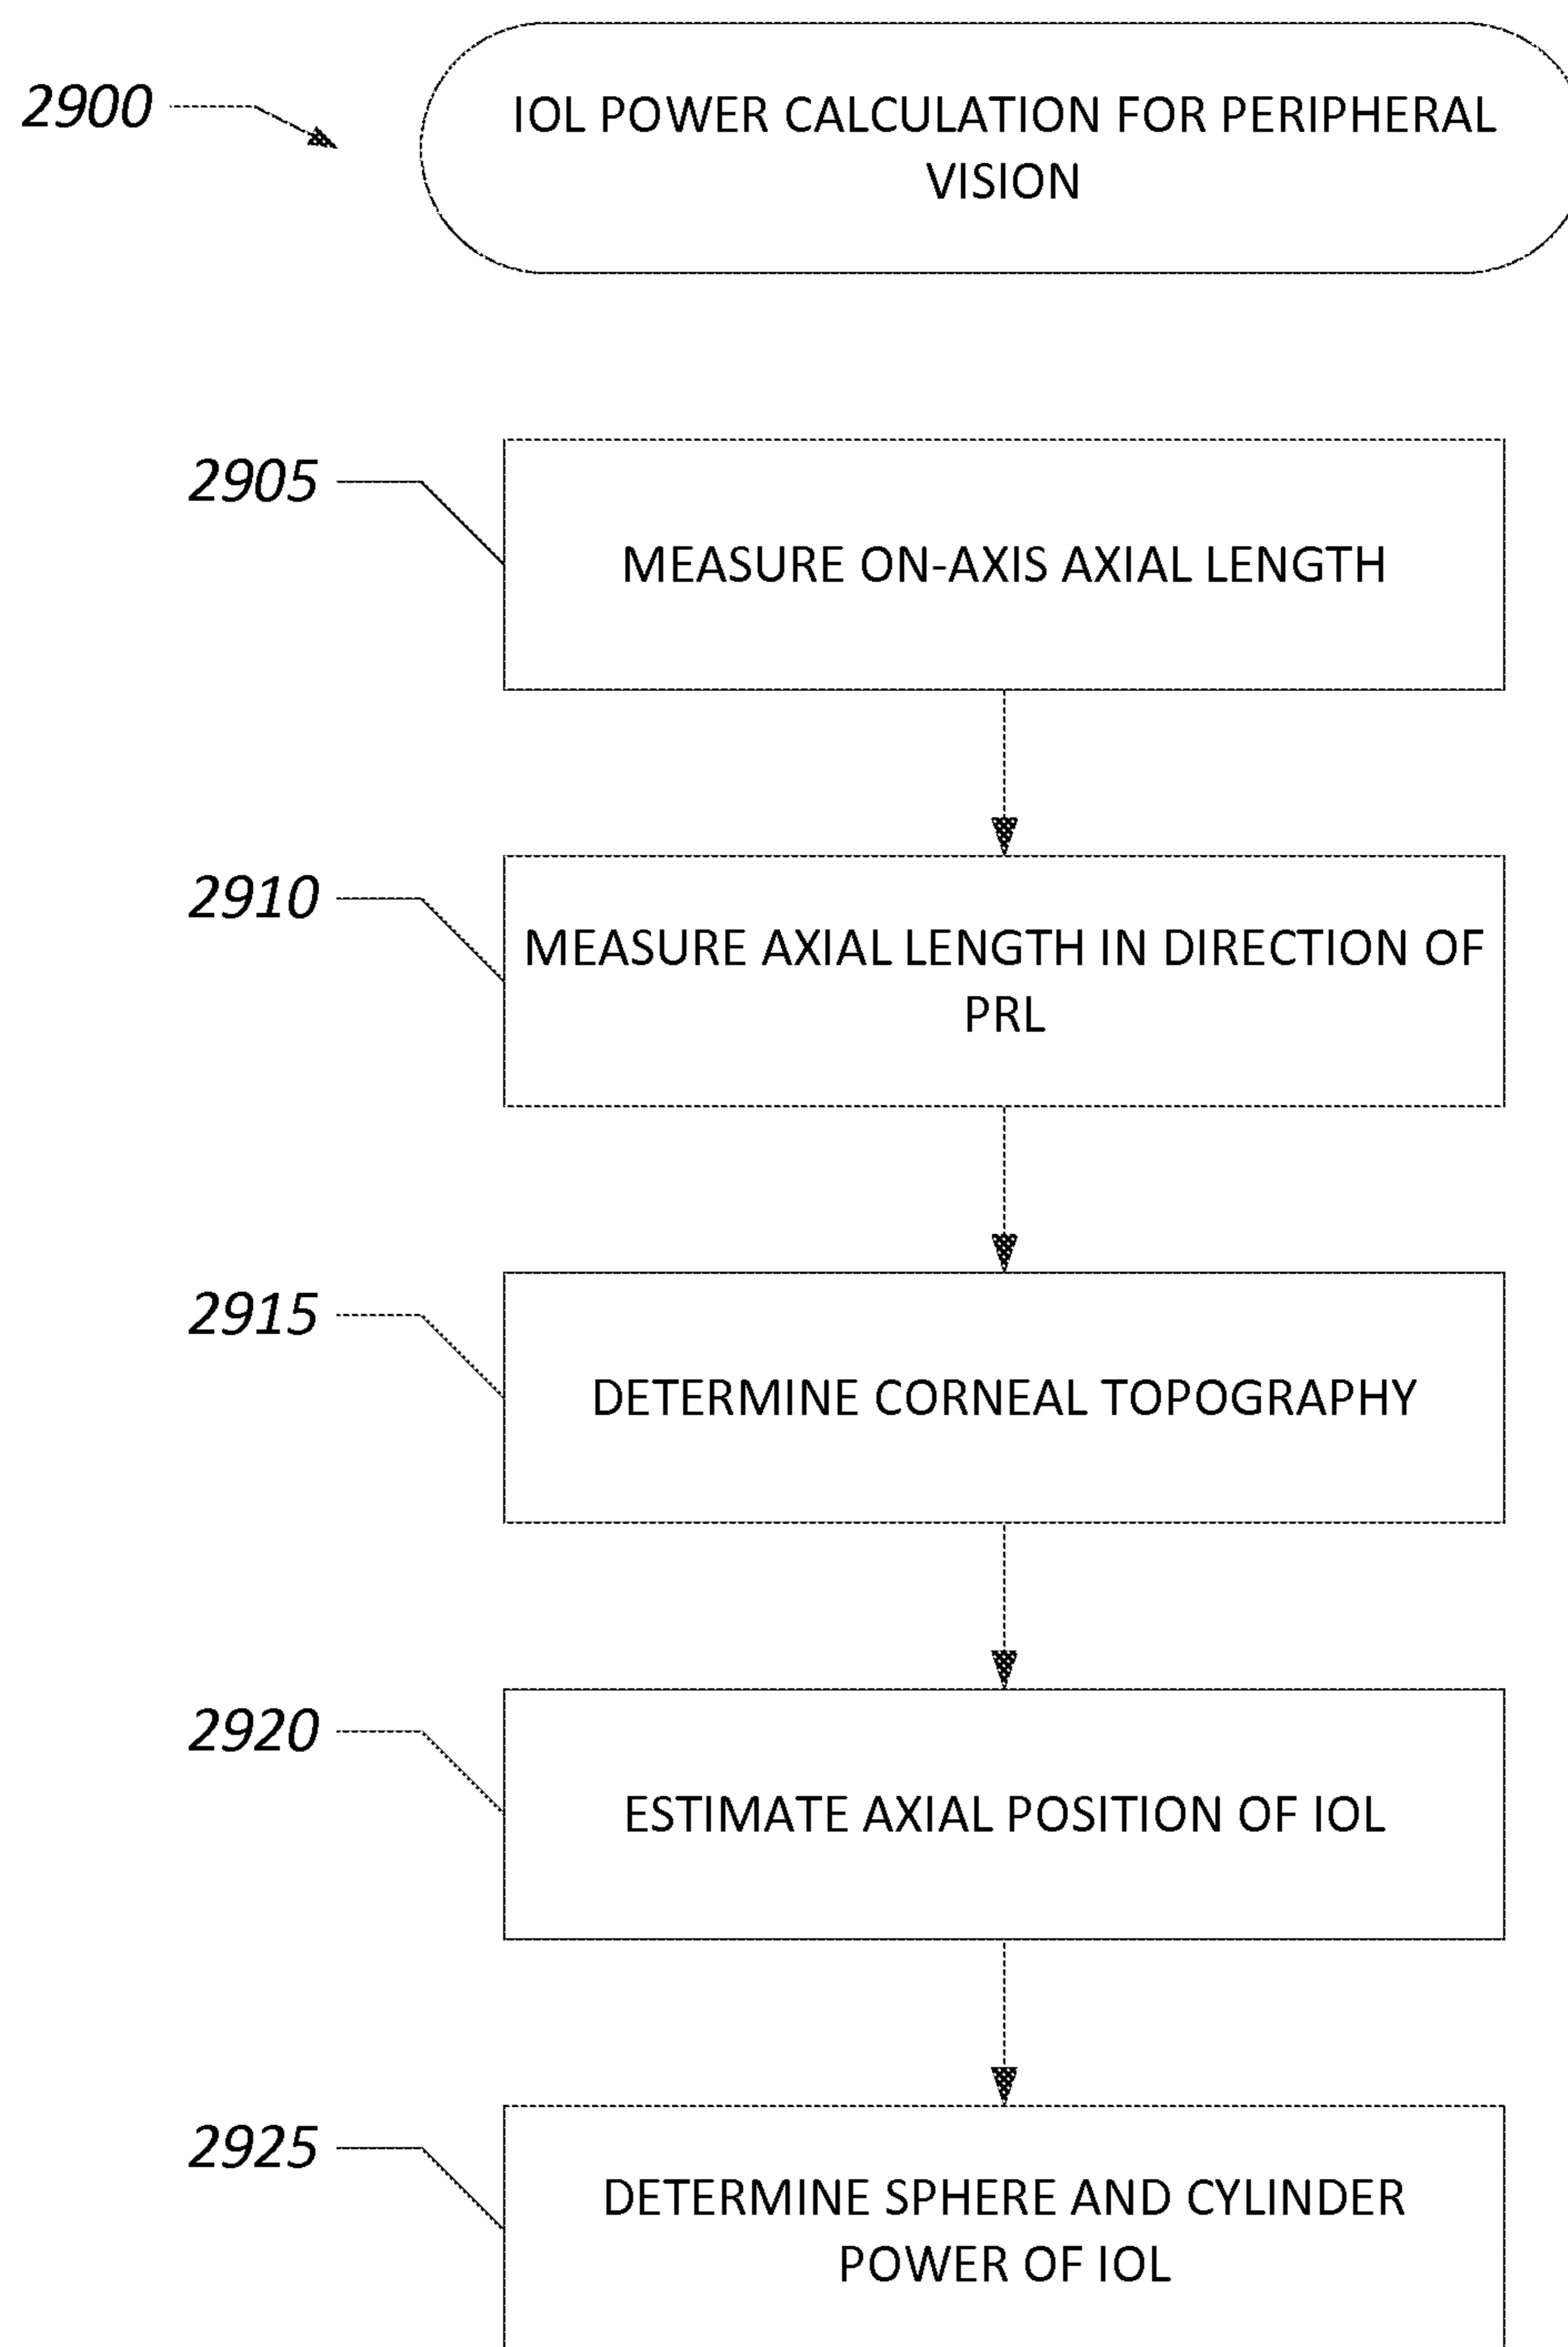 2900
IOL POWER CALCULATION FOR PERIPHERAL
VISION
2905
MEASURE ON-AXIS AXIAL LENGTH
2910
MEASURE AXIAL LENGTH IN DIRECTION OF
PRL
2915
DETERMINE CORNEAL TOPOGRAPHY
2920
ESTIMATE AXIAL POSITION OF IOL
2925
DETERMINE SPHERE AND CYLINDER
POWER OF IOL